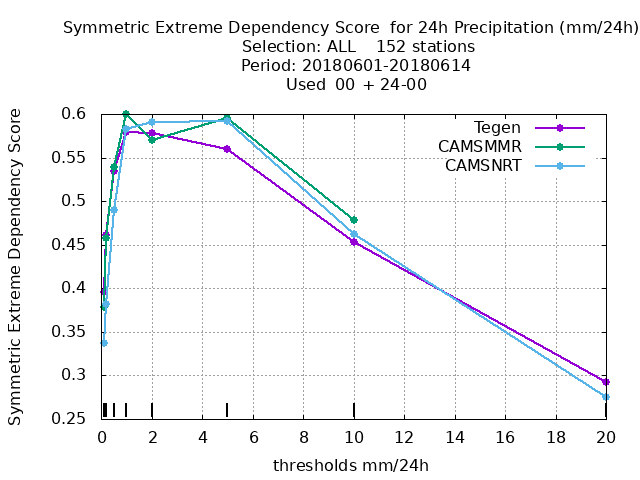 Symmetric Extreme Dependency Score  for 24h Precipitation (mm/24h)
Selection: ALL    152 stations
Period: 20180601-20180614
Used  00  + 24-00
Symmetric Extreme Dependency Score
0.6
0.55
0.5
0.45
0.4
0.35
0.3
0.25
Tegen
CAMSMMR
CAMSNRT
0 2 4 6 8 10 12 14 16 18 20
thresholds mm/24h